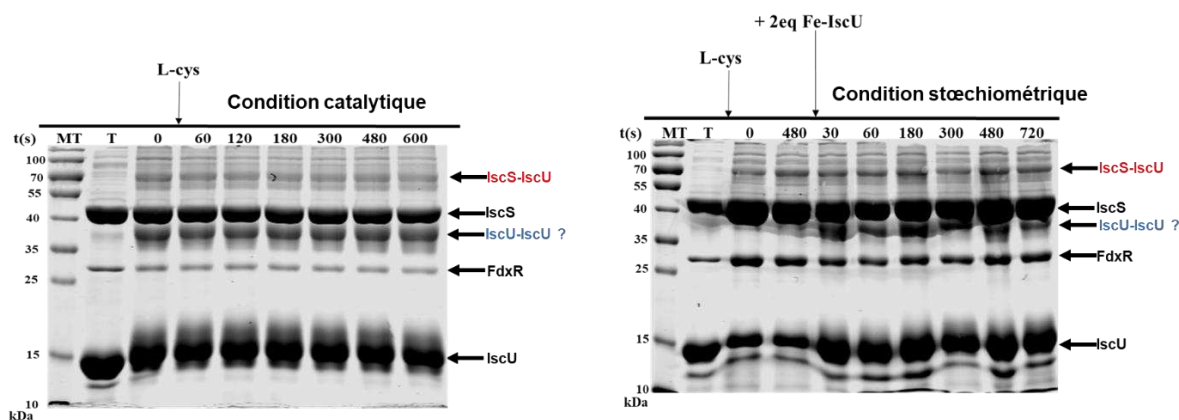 L-cys
Condition catalytique
t(s) MT T 0 60 120 180 300 480 600
100
70
55
40
35
25
15
10
kDa
IscS-IscU
IscS
IscU-IscU ?
FdxR
IscU
+ 2eq Fe-IscU
L-cys
Condition stœchiométrique
t(s) MT T 0 480 30 60 180 300 480 720
100
70
55
40
35
25
15
10
kDa
IscS-IscU
IscS
IscU-IscU ?
FdxR
IscU